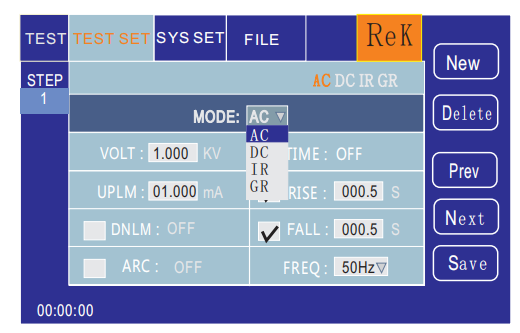 TEST TEST SET SYS SET FILE ReK
STEP AC DC IR GR New
1 MODE: AC Delete
AC
VOLT : 1.000 KV DC TIME : OFF
IR Prev
UPLM : 01.000 mA GR RISE : 000.5 S
DNLM : OFF FALL : 000.5 S Next
ARC : OFF FREQ : 50Hz Save
00:00:00